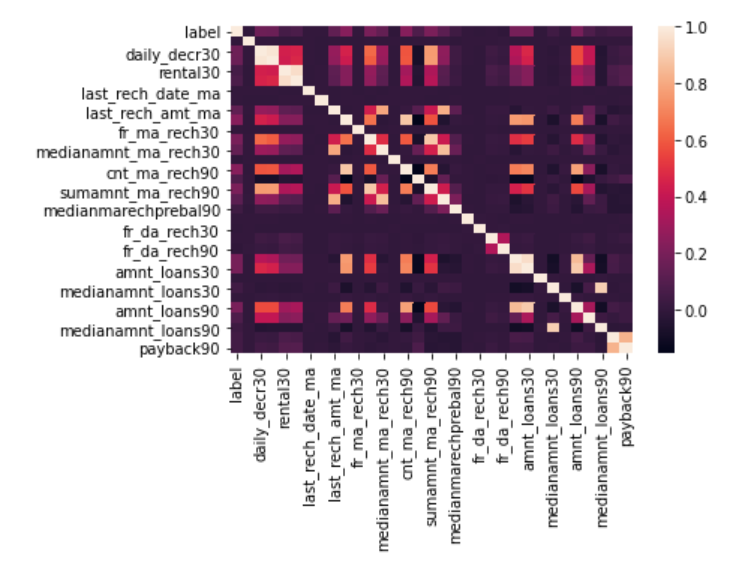 label
daily_decr30
rental30
last_rech_date_ma
last_rech_amt_ma
fr_ma_rech30
medianamnt_ma_rech30
cnt_ma_rech90
sumamnt_ma_rech90
medianmarechprebal90
fr_da_rech30
fr_da_rech90
amnt_loans30
medianamnt_loans30
amnt_loans90
medianamnt_loans90
payback90
1.0
0.8
0.6
0.4
0.2
0.0
label
daily_decr30
rental30
last_rech_date_ma
last_rech_amt_ma
fr_ma_rech30
medianamnt_ma_rech30
cnt_ma_rech90
sumamnt_ma_rech90
medianmarechprebal90
fr_da_rech30
fr_da_rech90
amnt_loans30
medianamnt_loans30
amnt_loans90
medianamnt_loans90
payback90